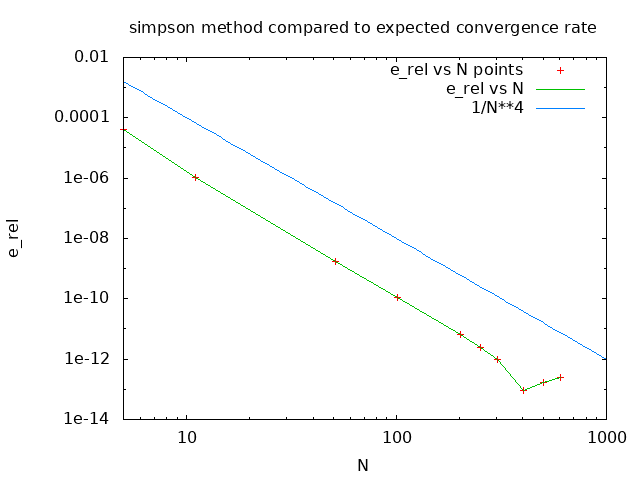 simpson method compared to expected convergence rate
0.01
0.0001
1e-06
1e-08
1e-10
1e-12
1e-14
e_rel
e_rel vs N points
e_rel vs N
1/N**4
10 100 1000
N